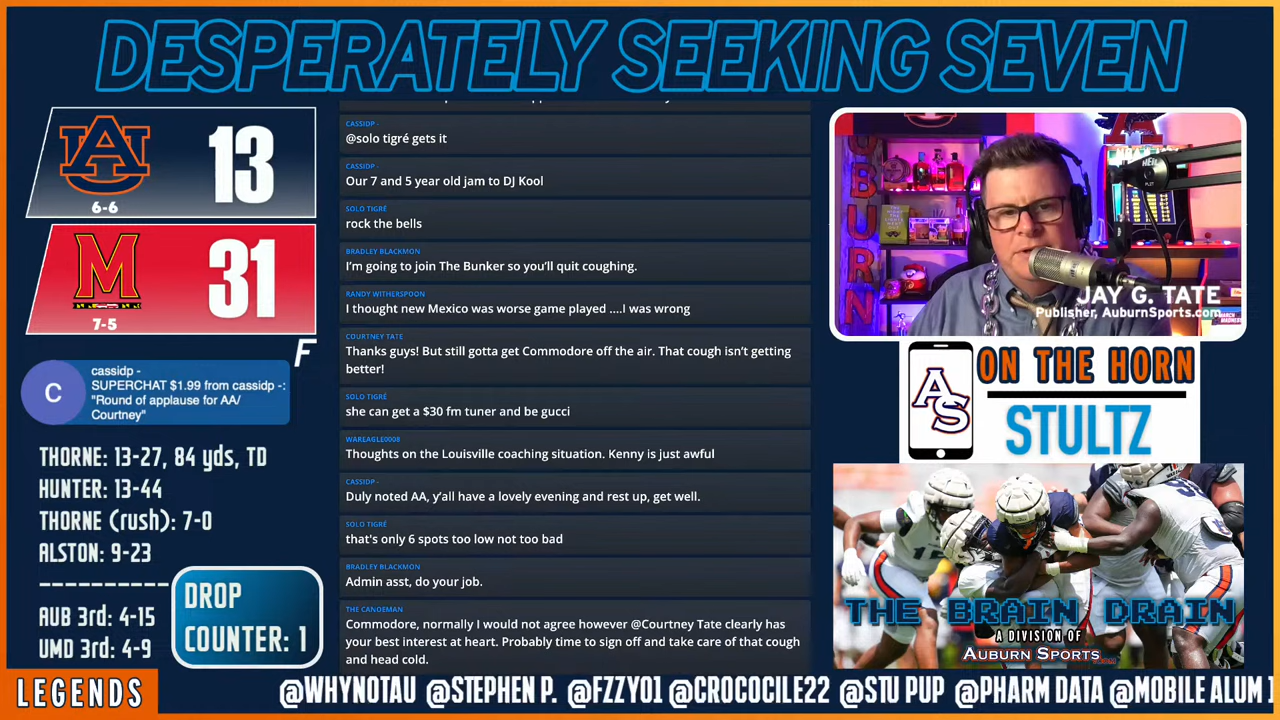 DESPERATELY SEEKING SEVEN
AU
6-6
13
M
7-5
31
F
C
cassidp -
SUPERCHAT $1.99 from cassidp -:
"Round of applause for AA/
Courtney"
THORNE: 13-27, 84 yds, TD
HUNTER: 13-44
THORNE (rush): 7-0
ALSTON: 9-23
AUB 3rd: 4-15
UMD 3rd: 4-9
DROP
COUNTER: 1
CASSIDP -
@solo tigré gets it
CASSIDP -
Our 7 and 5 year old jam to DJ Kool
SOLO TIGRÉ
rock the bells
BRADLEY BLACKMON
I'm going to join The Bunker so you'll quit coughing.
RANDY WITHERSPOON
I thought new Mexico was worse game played ....I was wrong
COURTNEY TATE
Thanks guys! But still gotta get Commodore off the air. That cough isn't getting
better!
SOLO TIGRÉ
she can get a $30 fm tuner and be gucci
WAREAGLE0008
Thoughts on the Louisville coaching situation. Kenny is just awful
CASSIDP -
Duly noted AA, y'all have a lovely evening and rest up, get well.
SOLO TIGRÉ
that's only 6 spots too low not too bad
BRADLEY BLACKMON
Admin asst, do your job.
THE CANOEMAN
Commodore, normally I would not agree however @Courtney Tate clearly has
your best interest at heart. Probably time to sign off and take care of that cough
and head cold.
BURN
HEIL
JAY G. TATE
Publisher, AuburnSports.com
AS
ON THE HORN
STULTZ
THE BRAIN DRAIN
A DIVISION OF
AUBURN SPORTS.COM
LEGENDS
@WHYNOTAU @STEPHEN P. @FZZY01 @CROCOCILE22 @STU PUP @PHARM DATA @MOBILE ALUM